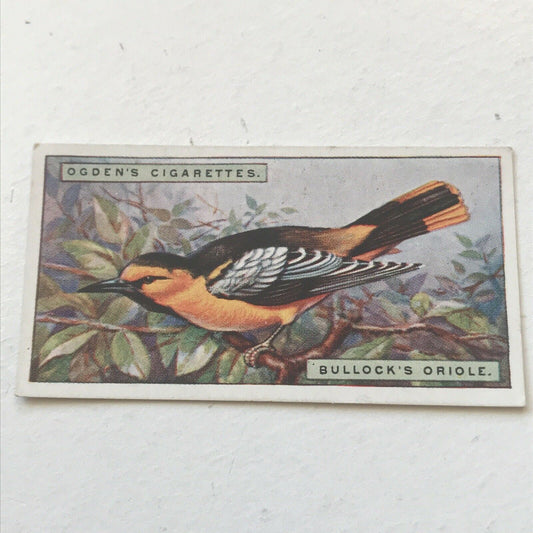 OGDEN'S CIGARETTES.
BULLOCK'S ORIOLE.